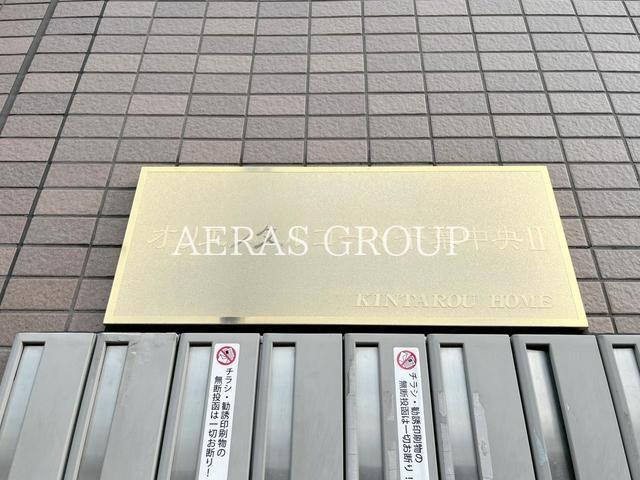 オ
中央II
AERAS GROUP
KINTAROU HOME
チラシ・勧誘印刷物の
無断投函は一切お断り!
チラシ・勧誘印刷物の
無断投函は一切お断り!